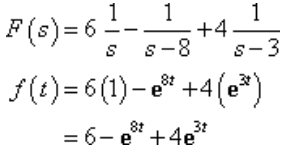 F(s) = 6 1/s − 1/(s−8) + 4 1/(s−3)
f(t) = 6(1) − e^{8t} + 4(e^{3t})
= 6 − e^{8t} + 4e^{3t}